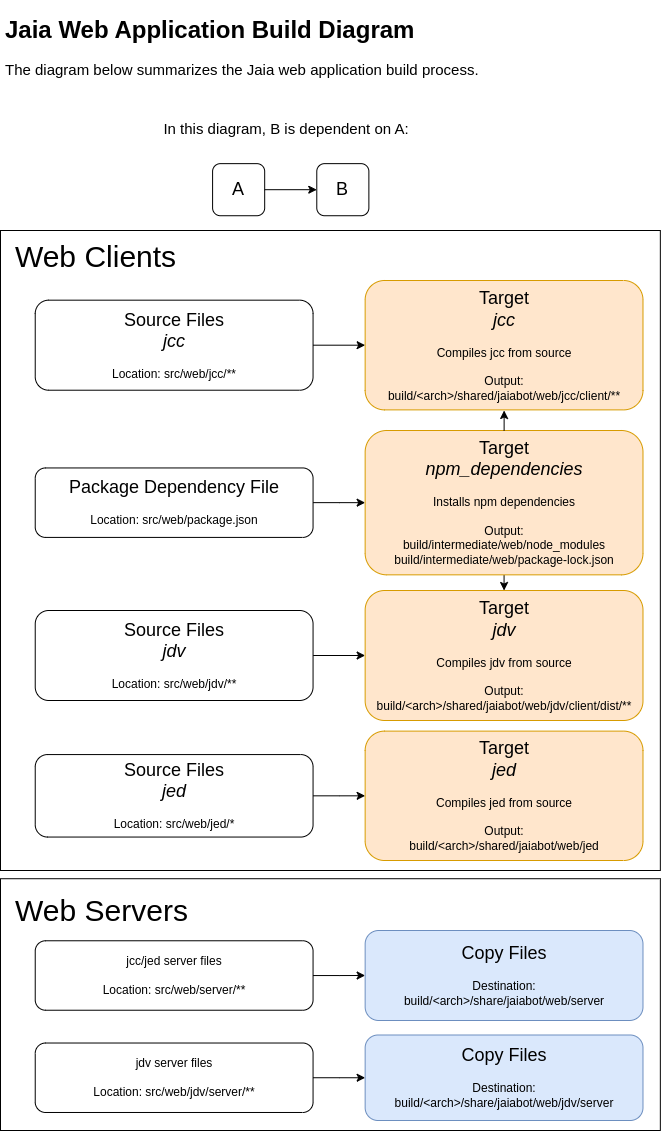 Jaia Web Application Build Diagram
The diagram below summarizes the Jaia web application build process.
In this diagram, B is dependent on A:
A
B
Web Clients
Source Files
jcc
Location: src/web/jcc/**
Target
jcc
Compiles jcc from source
Output:
build/<arch>/shared/jaiabot/web/jcc/client/**
Package Dependency File
Location: src/web/package.json
Target
npm_dependencies
Installs npm dependencies
Output:
build/intermediate/web/node_modules
build/intermediate/web/package-lock.json
Source Files
jdv
Location: src/web/jdv/**
Target
jdv
Compiles jdv from source
Output:
build/<arch>/shared/jaiabot/web/jdv/client/dist/**
Source Files
jed
Location: src/web/jed/*
Target
jed
Compiles jed from source
Output:
build/<arch>/shared/jaiabot/web/jed
Web Servers
jcc/jed server files
Location: src/web/server/**
Copy Files
Destination:
build/<arch>/share/jaiabot/web/server
jdv server files
Location: src/web/jdv/server/**
Copy Files
Destination:
build/<arch>/share/jaiabot/web/jdv/server